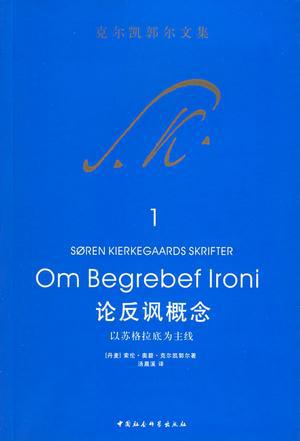 克尔凯郭尔文集
S. K.
1
SØREN KIERKEGAARDS SKRIFTER
Om Begrebef Ironi
论反讽概念
以苏格拉底为主线
[丹麦] 索伦·奥碧·克尔凯郭尔著
汤晨溪 译
中国社会科学出版社